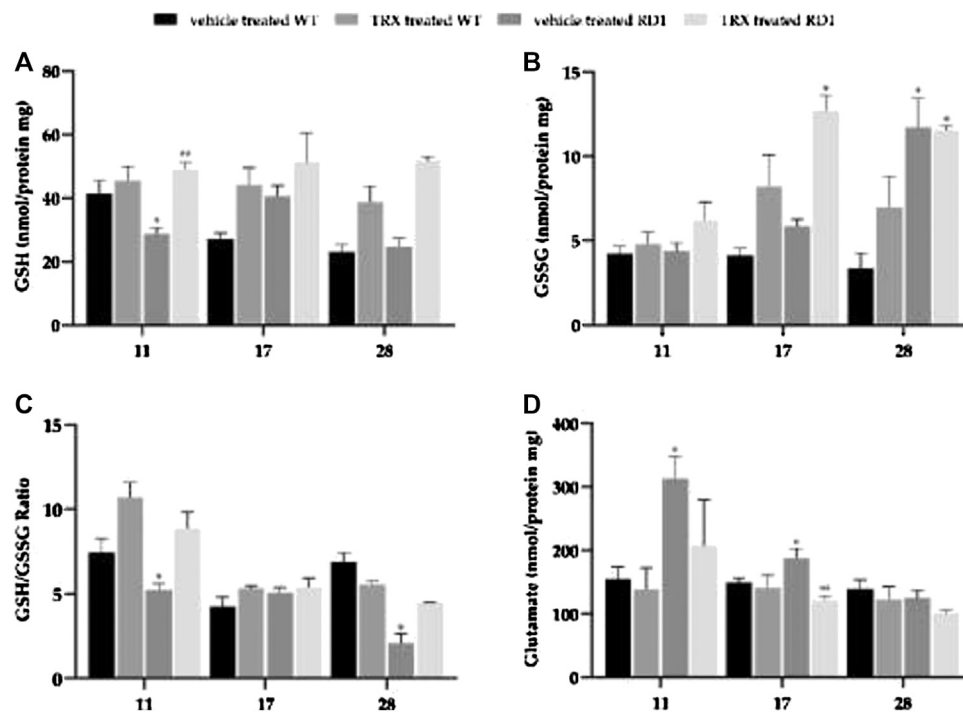 vehicle treated WT TRX treated WT vehicle treated RD1 TRX treated RD1
A
GSH (nmol/protein mg)
80
60
40
20
0
**
*
11 17 28
B
GSSG (nmol/protein mg)
15
10
5
0
*
*
*
11 17 28
C
GSH/GSSG Ratio
15
10
5
0
*
*
11 17 28
D
Glutamate (nmol/protein mg)
400
300
200
100
0
*
*
11 17 28